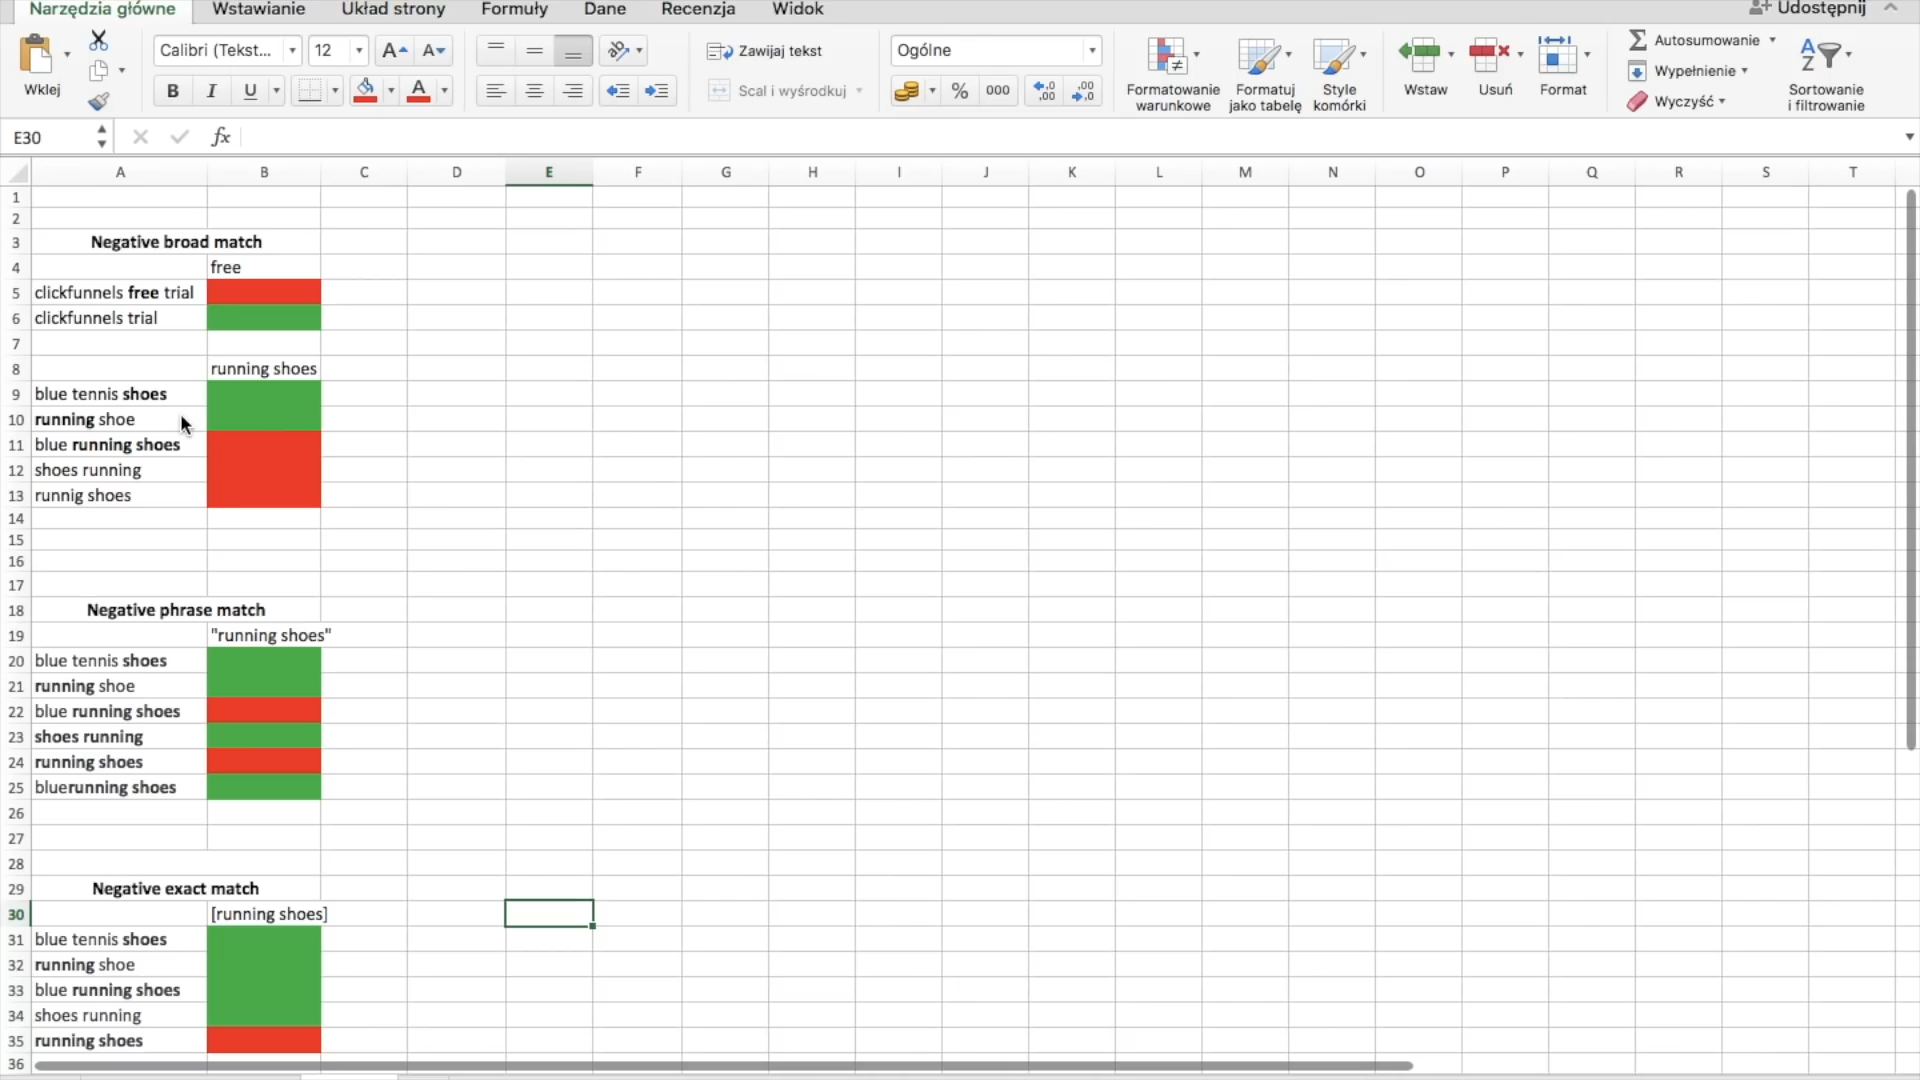 Narzędzia główne Wstawianie Układ strony Formuły Dane Recenzja Widok Udostępnij
Calibri (Tekst... 12 A A Zawijaj tekst Ogólne Autosumowanie
Wypełnienie
Wklej B I U A Scal i wyśrodkuj % 000 ,0 ,00 ,00 ,0 Formatowanie warunkowe Formatuj jako tabelę Style komórki Wstaw Usuń Format Wyczyść A Z Sortowanie i filtrowanie
E30 fx
A B C D E F G H I J K L M N O P Q R S T
1
2
3 Negative broad match
4 free
5 clickfunnels free trial
6 clickfunnels trial
7
8 running shoes
9 blue tennis shoes
10 running shoe
11 blue running shoes
12 shoes running
13 runnig shoes
14
15
16
17
18 Negative phrase match
19 "running shoes"
20 blue tennis shoes
21 running shoe
22 blue running shoes
23 shoes running
24 running shoes
25 bluerunning shoes
26
27
28
29 Negative exact match
30 [running shoes]
31 blue tennis shoes
32 running shoe
33 blue running shoes
34 shoes running
35 running shoes
36